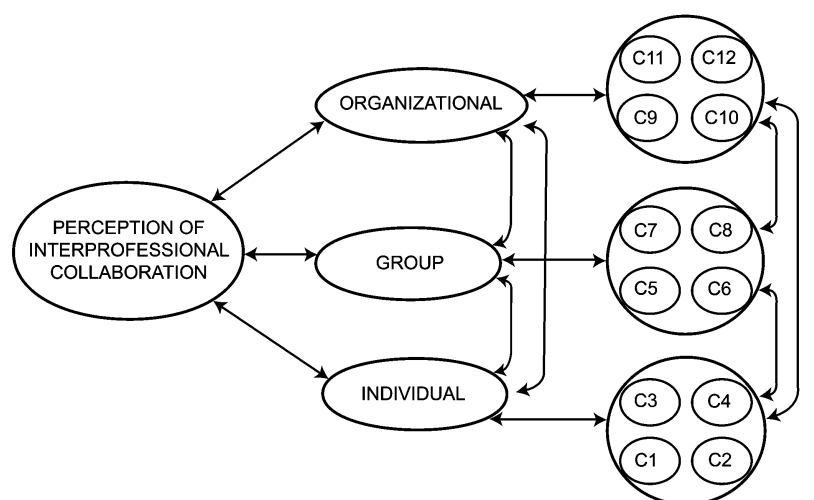 PERCEPTION OF
INTERPROFESSIONAL
COLLABORATION
ORGANIZATIONAL
GROUP
INDIVIDUAL
C11
C12
C9
C10
C7
C8
C5
C6
C3
C4
C1
C2